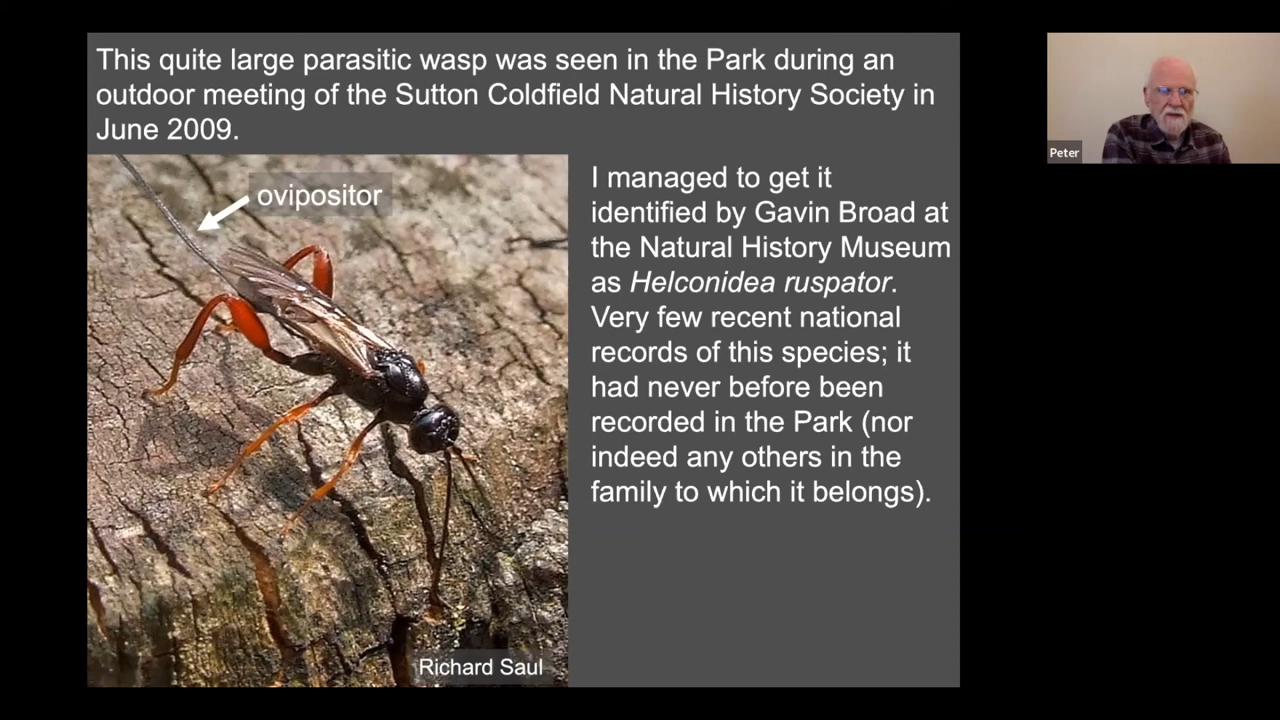 This quite large parasitic wasp was seen in the Park during an
outdoor meeting of the Sutton Coldfield Natural History Society in
June 2009.
ovipositor
I managed to get it
identified by Gavin Broad at
the Natural History Museum
as Helconidea ruspator.
Very few recent national
records of this species; it
had never before been
recorded in the Park (nor
indeed any others in the
family to which it belongs).
Richard Saul
Peter